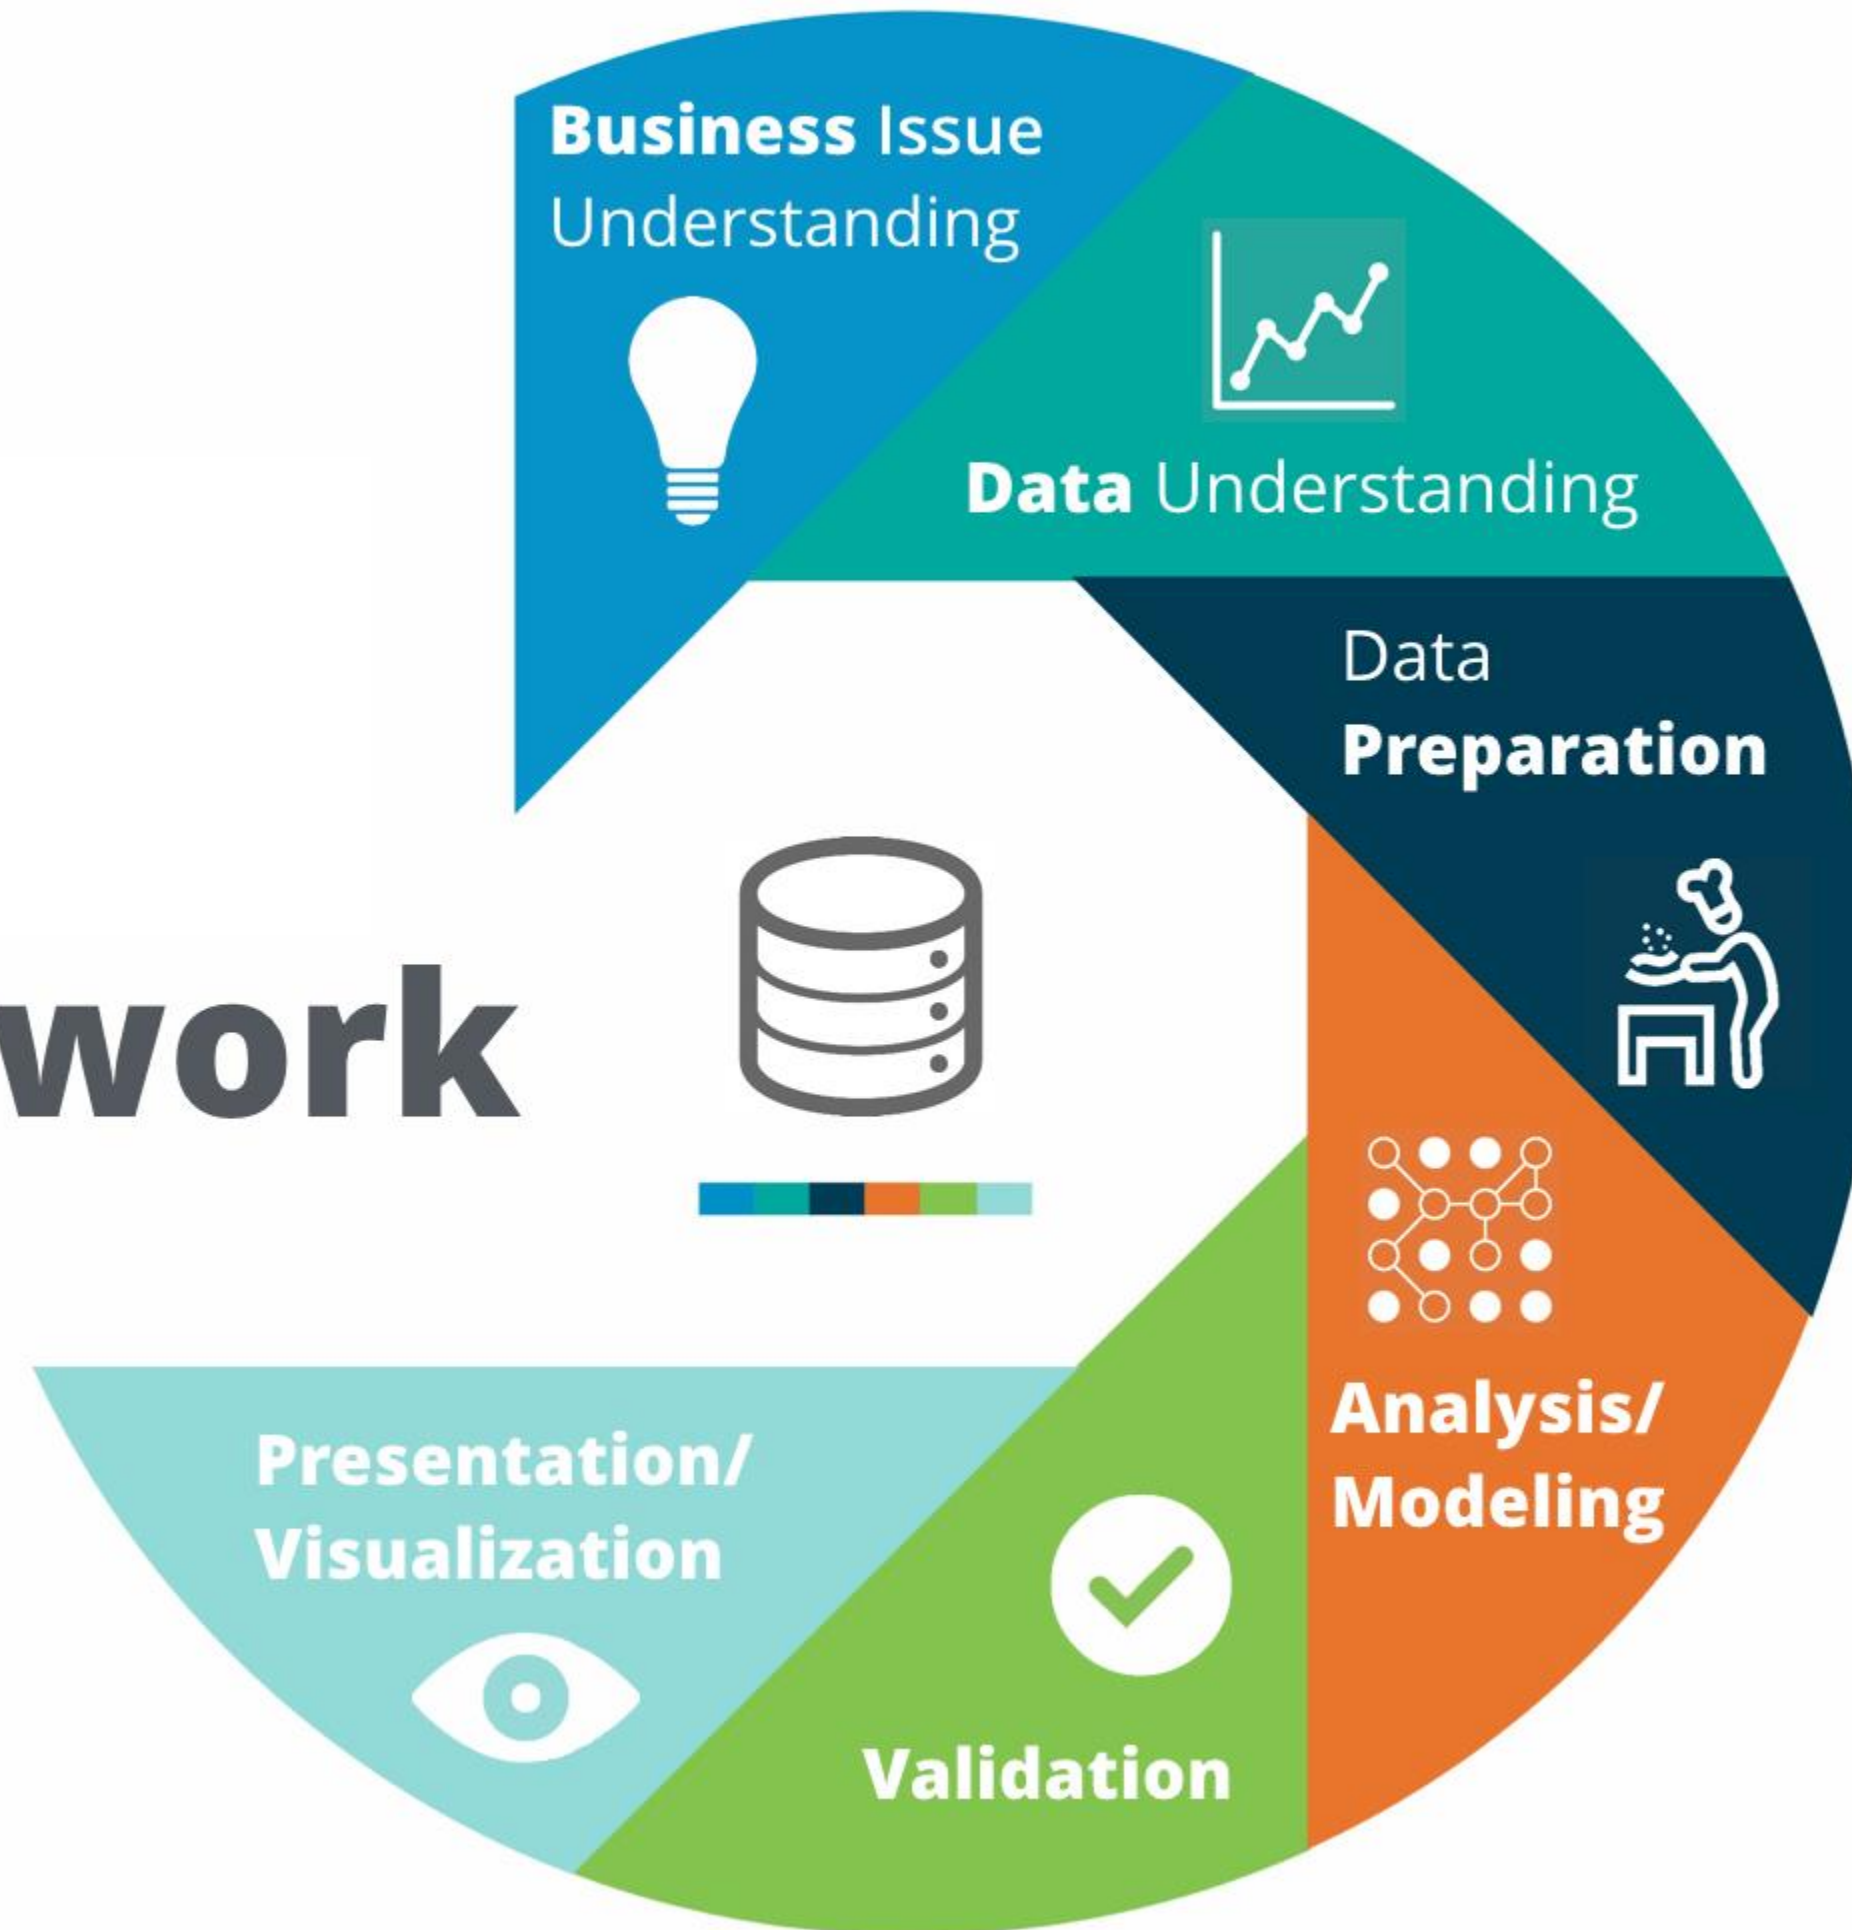 Business Issue
Understanding
Data Understanding
Data
Preparation
work
Analysis/
Modeling
Presentation/
Visualization
Validation